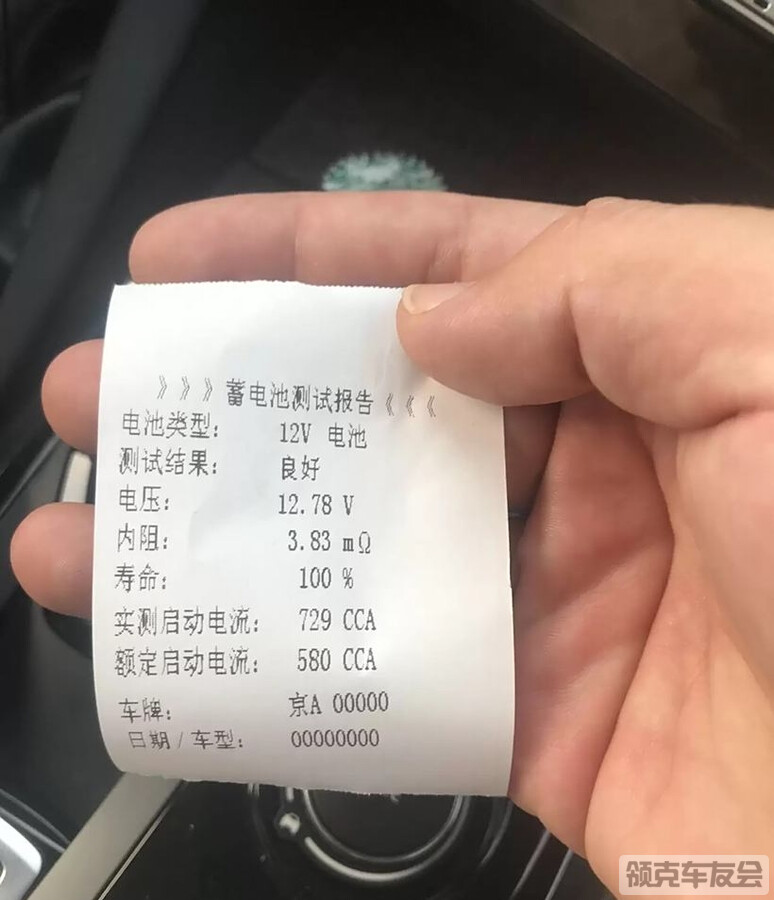 》》》蓄电池测试报告《《《
电池类型: 12V 电池
测试结果: 良好
电压: 12.78 V
内阻: 3.83 mΩ
寿命: 100 %
实测启动电流: 729 CCA
额定启动电流: 580 CCA
车牌: 京A 00000
日期/车型: 00000000
领克车友会